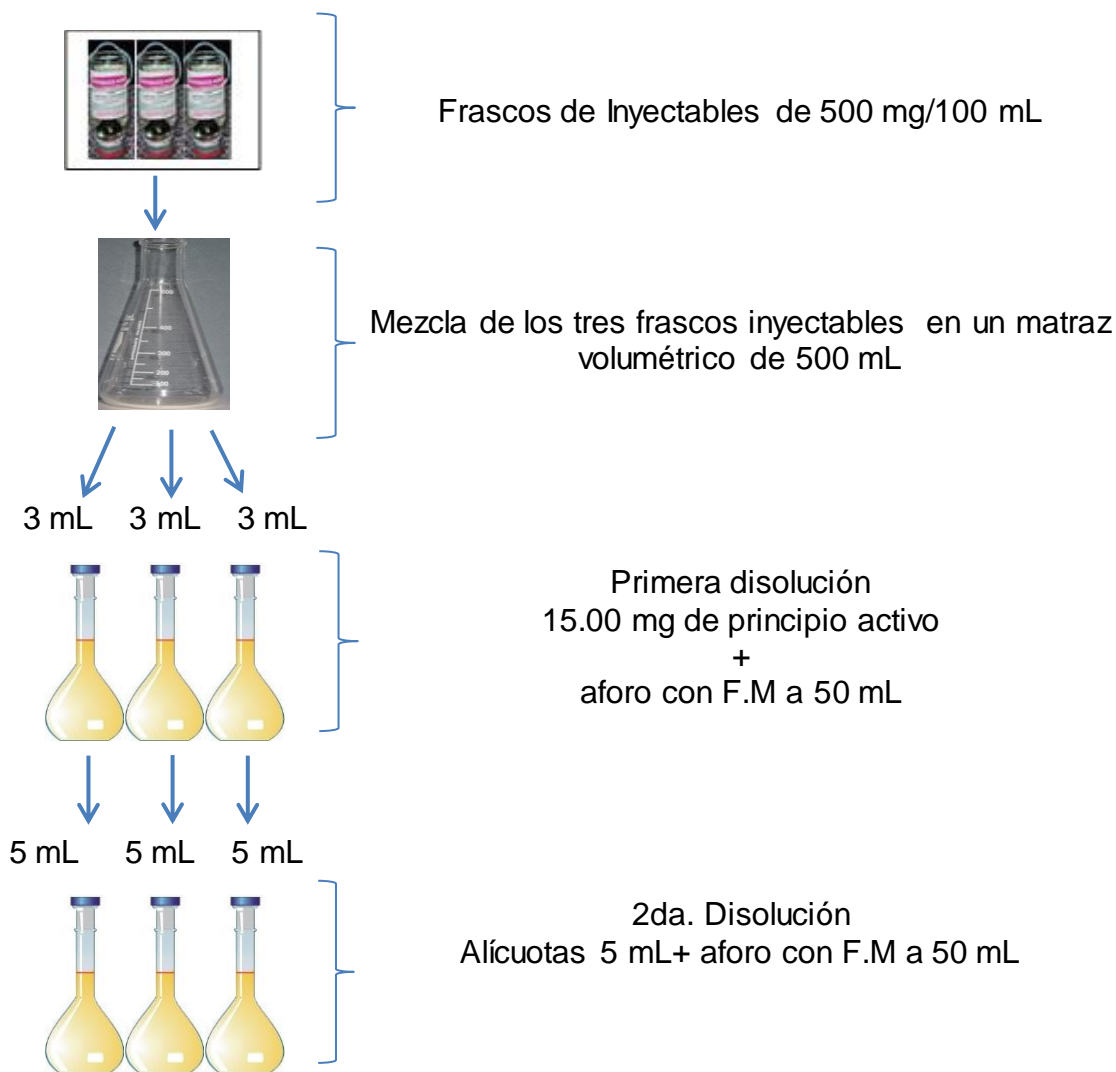 Frascos de Inyectables de 500 mg/100 mL
Mezcla de los tres frascos inyectables en un matraz
volumétrico de 500 mL
3 mL 3 mL 3 mL
Primera disolución
15.00 mg de principio activo
+
aforo con F.M a 50 mL
5 mL 5 mL 5 mL
2da. Disolución
Alícuotas 5 mL+ aforo con F.M a 50 mL